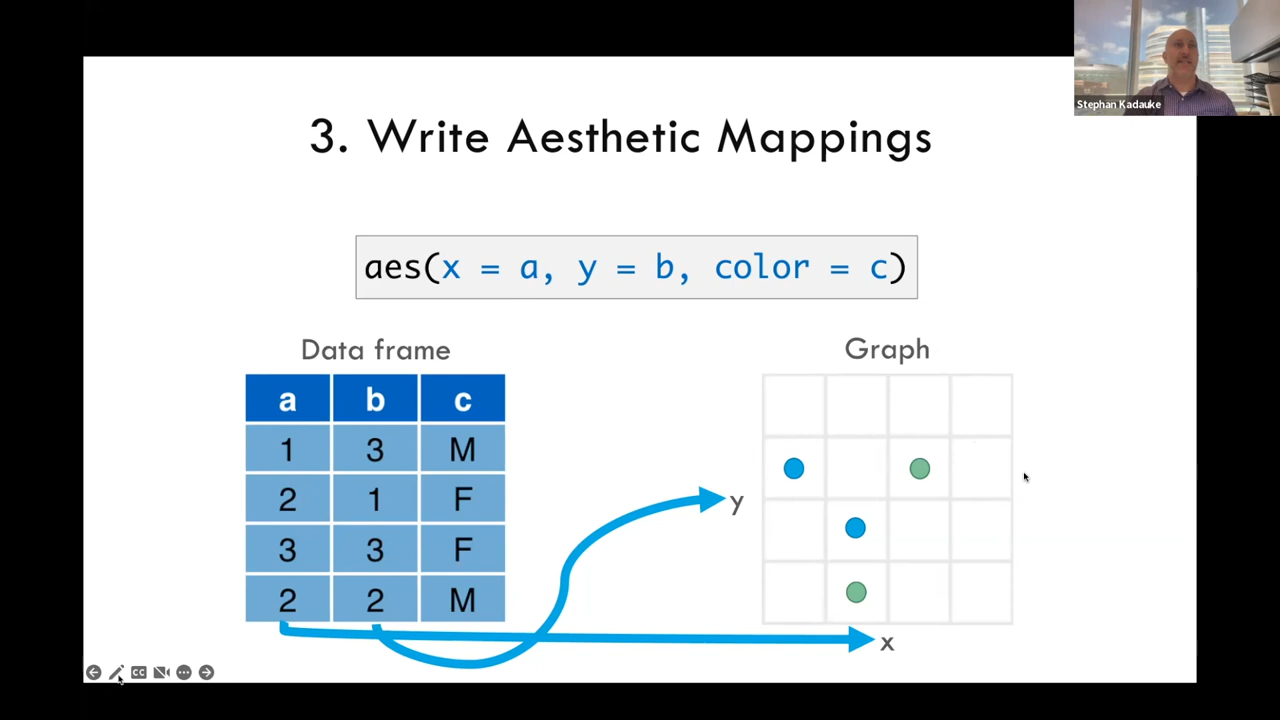 Stephan Kadauke
3. Write Aesthetic Mappings
aes(x = a, y = b, color = c)
Data frame
a b c
1 3 M
2 1 F
3 3 F
2 2 M
Graph
y
x
CC